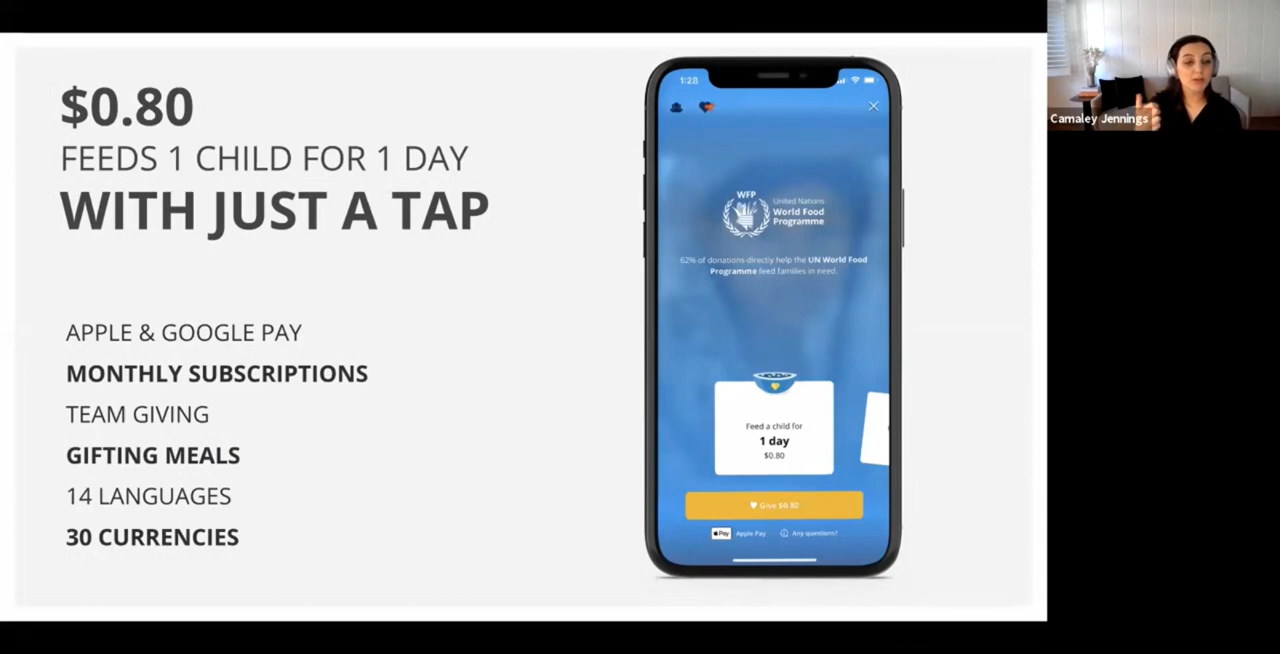 $0.80
FEEDS 1 CHILD FOR 1 DAY
WITH JUST A TAP
APPLE & GOOGLE PAY
MONTHLY SUBSCRIPTIONS
TEAM GIVING
GIFTING MEALS
14 LANGUAGES
30 CURRENCIES
1:28
WFP
United Nations
World Food
Programme
62% of donations directly help the UN World Food
Programme feed families in need.
Feed a child for
1 day
$0.80
Give $0.80
Pay Apple Pay Any questions?
Camaley Jennings